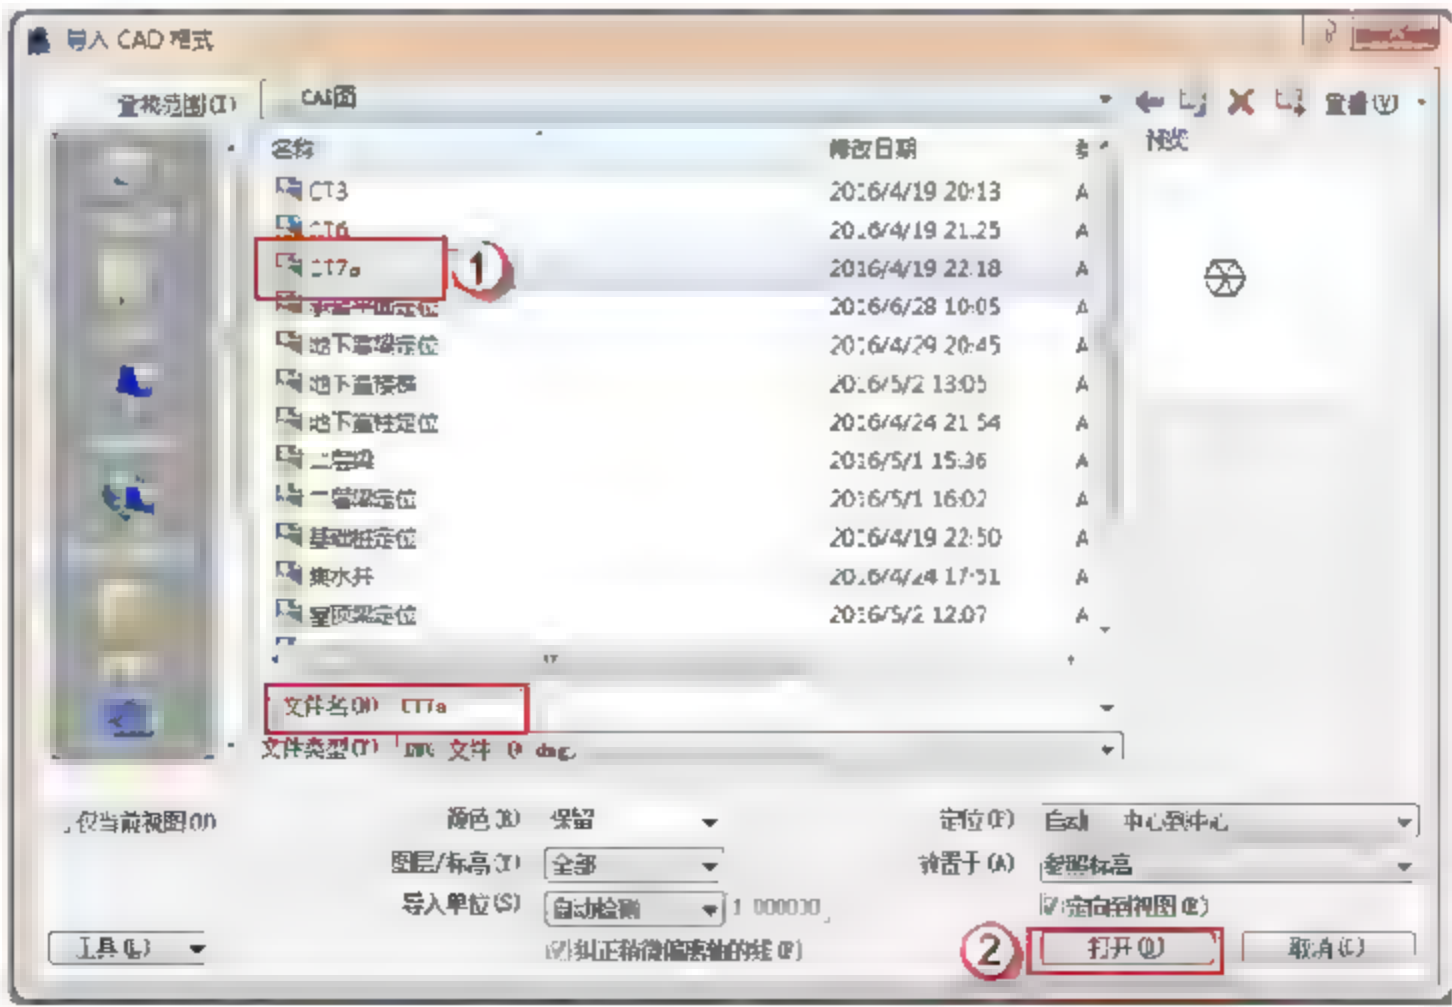 导入 CAD 格式
查找范围(I) CAD图 查看(V)
名称 修改日期 预览
CT3 2016/4/19 20:13 A
CT6 2016/4/19 21:25 A
CT7a 2016/4/19 22:18 A
①
2016/6/28 10:05 A
地下室梁定位 2016/4/29 20:45 A
地下室楼梯 2016/5/2 13:05 A
地下室柱定位 2016/4/24 21:54 A
二层梁 2016/5/1 15:36 A
二层梁定位 2016/5/1 16:02 A
基础桩定位 2016/4/19 22:50 A
集水井 2016/4/24 17:51 A
屋顶梁定位 2016/5/2 12:07 A
文件名(N) CT7a
文件类型(T) DWG 文件 (*.dwg)
仅当前视图(U) 颜色(R) 保留 定位(P) 自动 中心到中心
图层/标高(Y) 全部 放置于(A) 参照标高
导入单位(S) 自动检测 1.000000 定向到视图(E)
工具(L) 纠正稍微偏离轴的线(F) ② 打开(O) 取消(C)